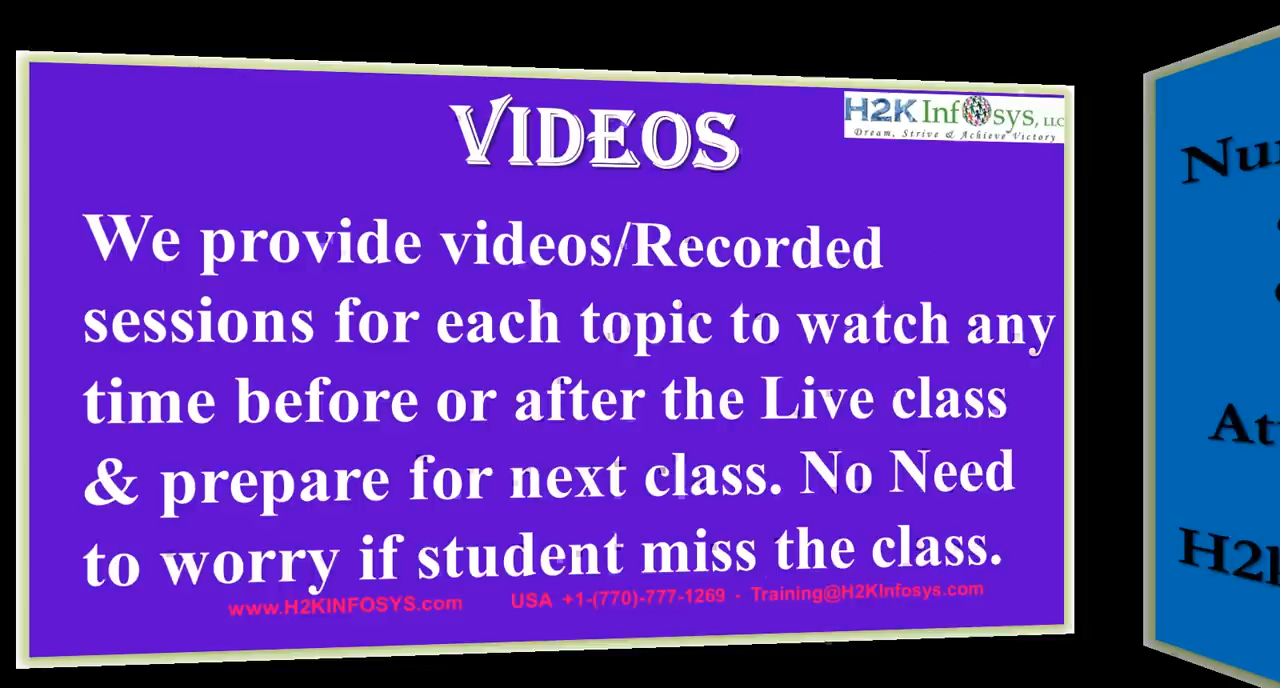 VIDEOS
H2K Infosys, LLC
Dream, Strive & Achieve Victory
We provide videos/Recorded
sessions for each topic to watch any
time before or after the Live class
& prepare for next class. No Need
to worry if student miss the class.
www.H2KINFOSYS.com USA +1-(770)-777-1269 - Training@H2KInfosys.com